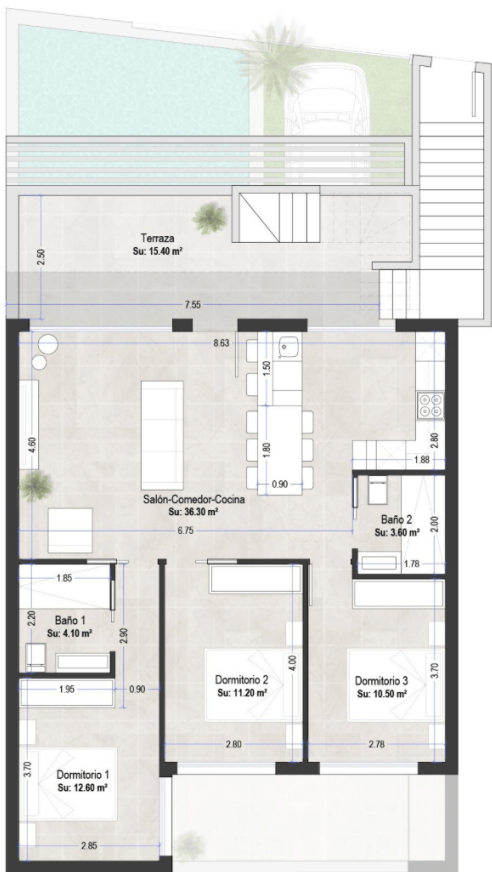 Terraza
Su: 15.40 m²
2.50
7.55
8.63
1.50
4.60
1.80
2.80
0.90
1.88
Salón-Comedor-Cocina
Su: 36.30 m²
6.75
Baño 2
Su: 3.60 m²
2.00
1.78
1.85
Baño 1
Su: 4.10 m²
2.20
2.90
4.00
3.70
Dormitorio 2
Su: 11.20 m²
Dormitorio 3
Su: 10.50 m²
1.95
0.90
2.80
2.78
Dormitorio 1
Su: 12.60 m²
3.70
2.85